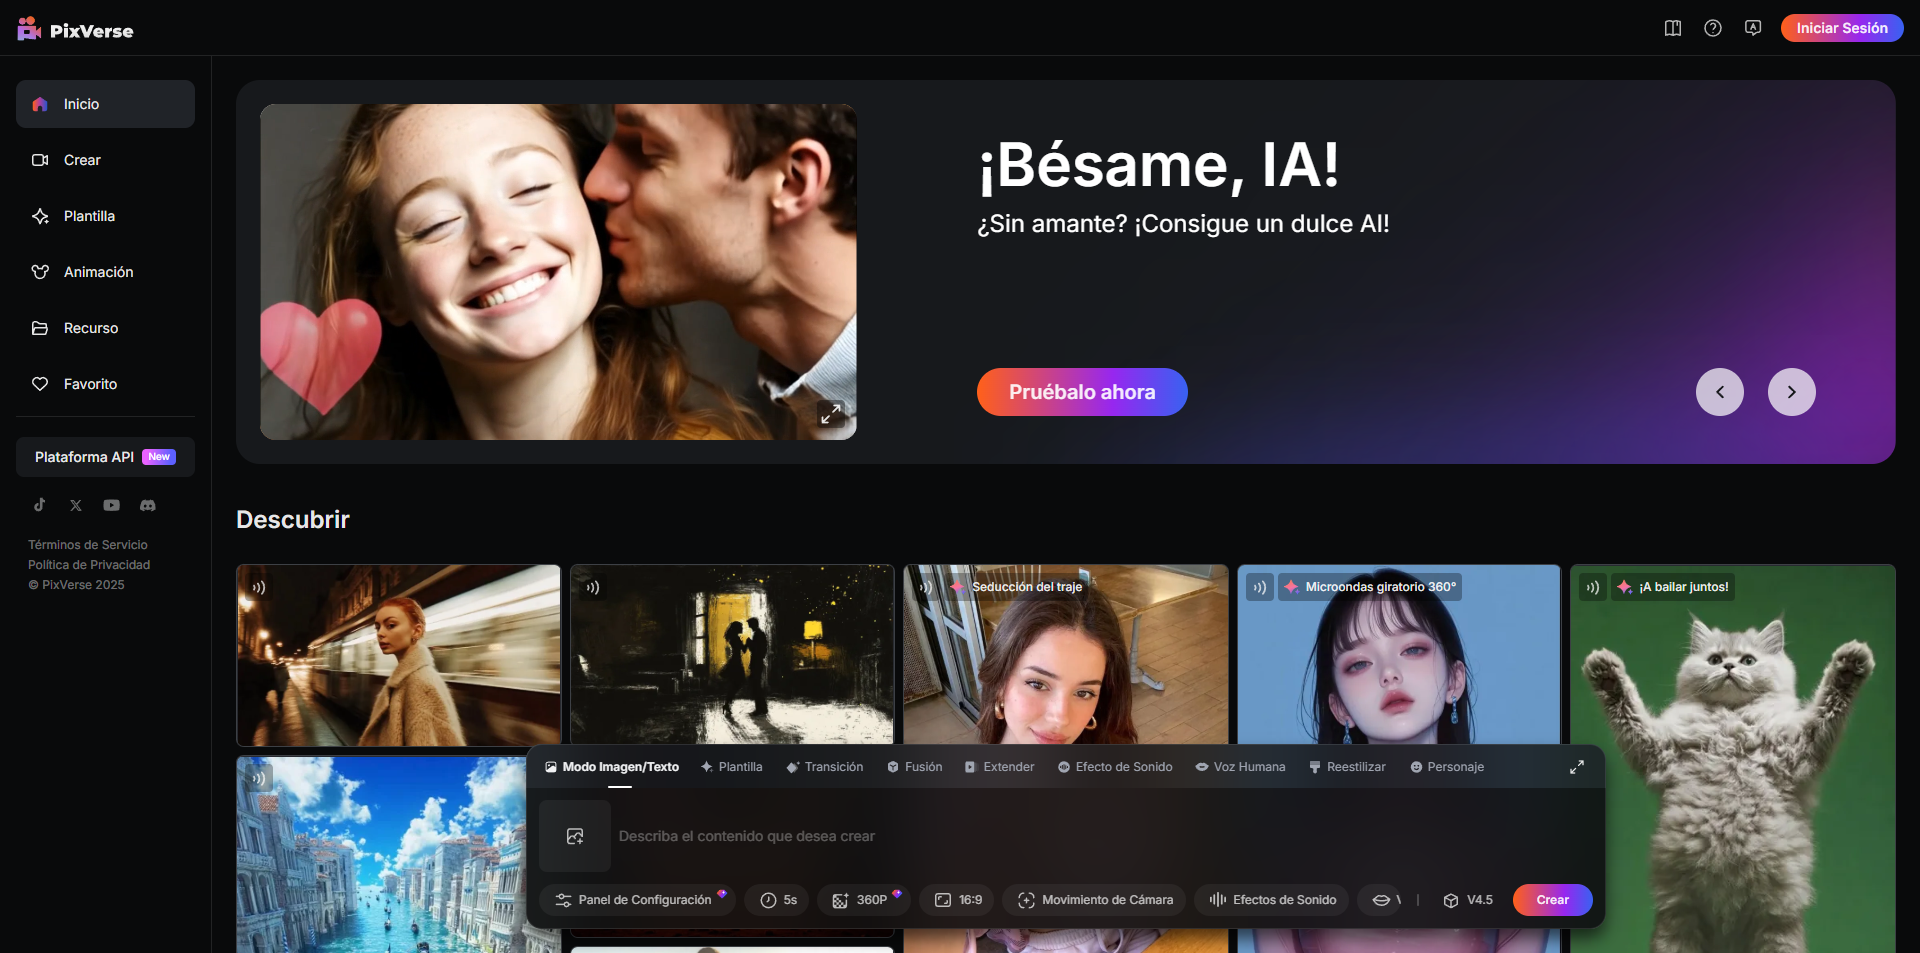 PixVerse
Iniciar Sesión
Inicio
Crear
Plantilla
Animación
Recurso
Favorito
Plataforma API New
Términos de Servicio
Política de Privacidad
© PixVerse 2025
¡Bésame, IA!
¿Sin amante? ¡Consigue un dulce AI!
Pruébalo ahora
Descubrir
Seducción del traje
Microondas giratorio 360°
¡A bailar juntos!
Modo Imagen/Texto Plantilla Transición Fusión Extender Efecto de Sonido Voz Humana Reestilizar Personaje
Describa el contenido que desea crear
Panel de Configuración 5s 360P 16:9 Movimiento de Cámara Efectos de Sonido V4.5 Crear